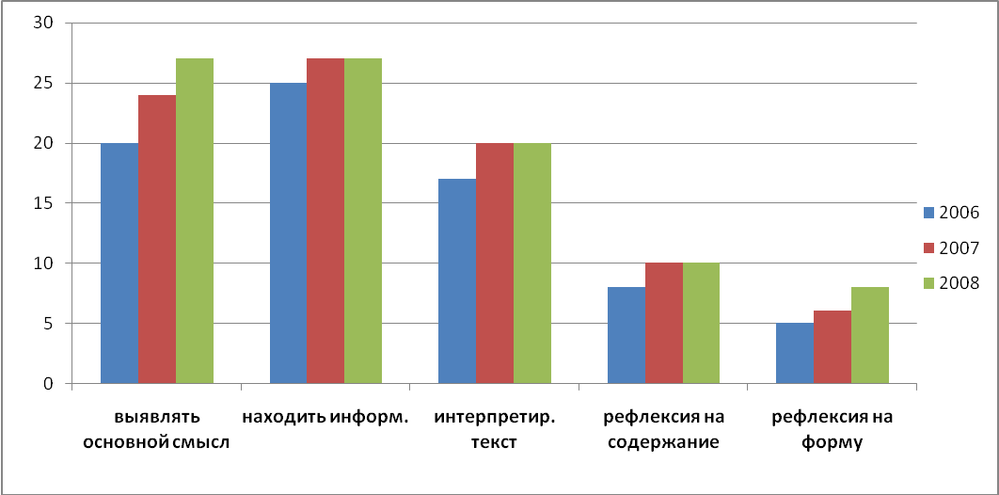 30
25
20
15
10
5
0
выявлять
основной смысл
находить информ.
интерпретир.
текст
рефлексия на
содержание
рефлексия на
форму
2006
2007
2008